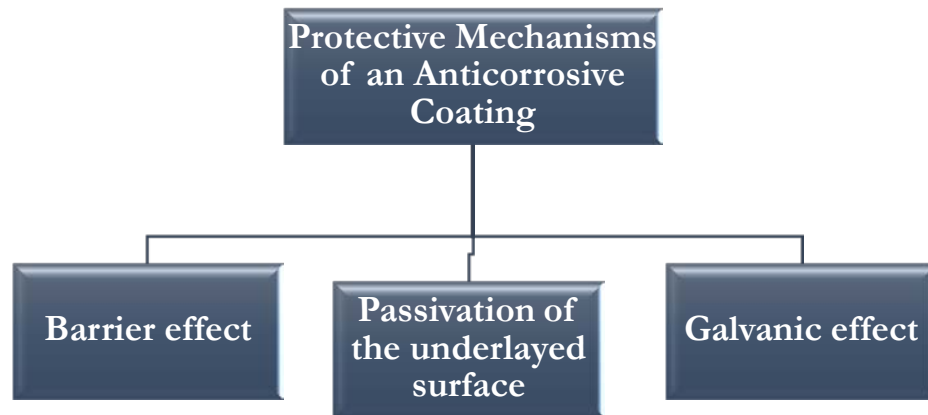 Protective Mechanisms
of an Anticorrosive
Coating
Barrier effect
Passivation of
the underlayed
surface
Galvanic effect